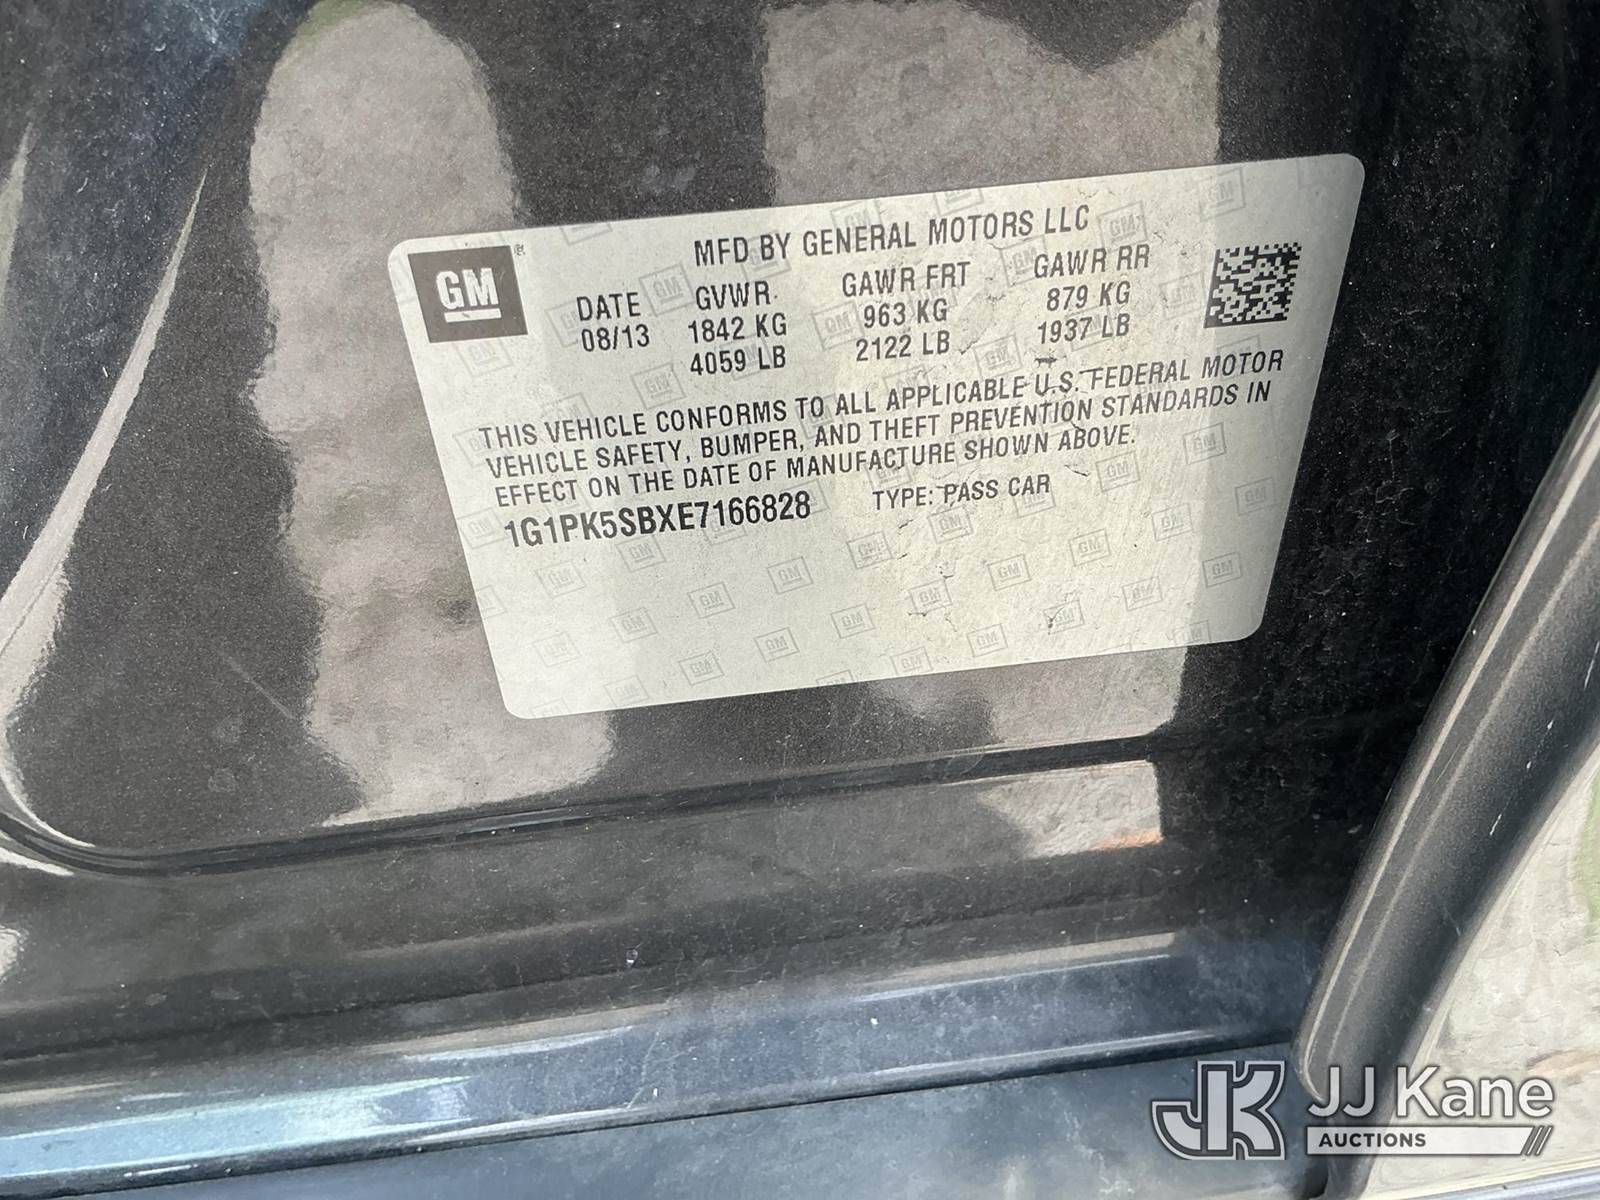 MFD BY GENERAL MOTORS LLC
GM ®
DATE GVWR GAWR FRT GAWR RR
08/13 1842 KG 963 KG 879 KG
4059 LB 2122 LB 1937 LB
THIS VEHICLE CONFORMS TO ALL APPLICABLE U.S. FEDERAL MOTOR
VEHICLE SAFETY, BUMPER, AND THEFT PREVENTION STANDARDS IN
EFFECT ON THE DATE OF MANUFACTURE SHOWN ABOVE.
1G1PK5SBXE7166828 TYPE: PASS CAR
JK JJ Kane
AUCTIONS